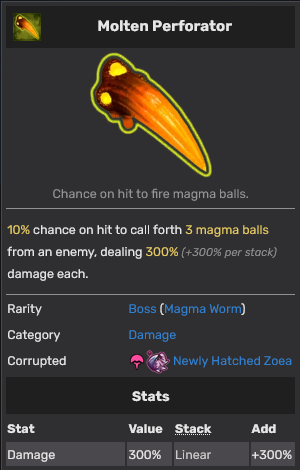 Molten Perforator
Chance on hit to fire magma balls.
10% chance on hit to call forth 3 magma balls
from an enemy, dealing 300% (+300% per stack)
damage each.
Rarity Boss (Magma Worm)
Category Damage
Corrupted Newly Hatched Zoea
Stats
Stat Value Stack Add
Damage 300% Linear +300%